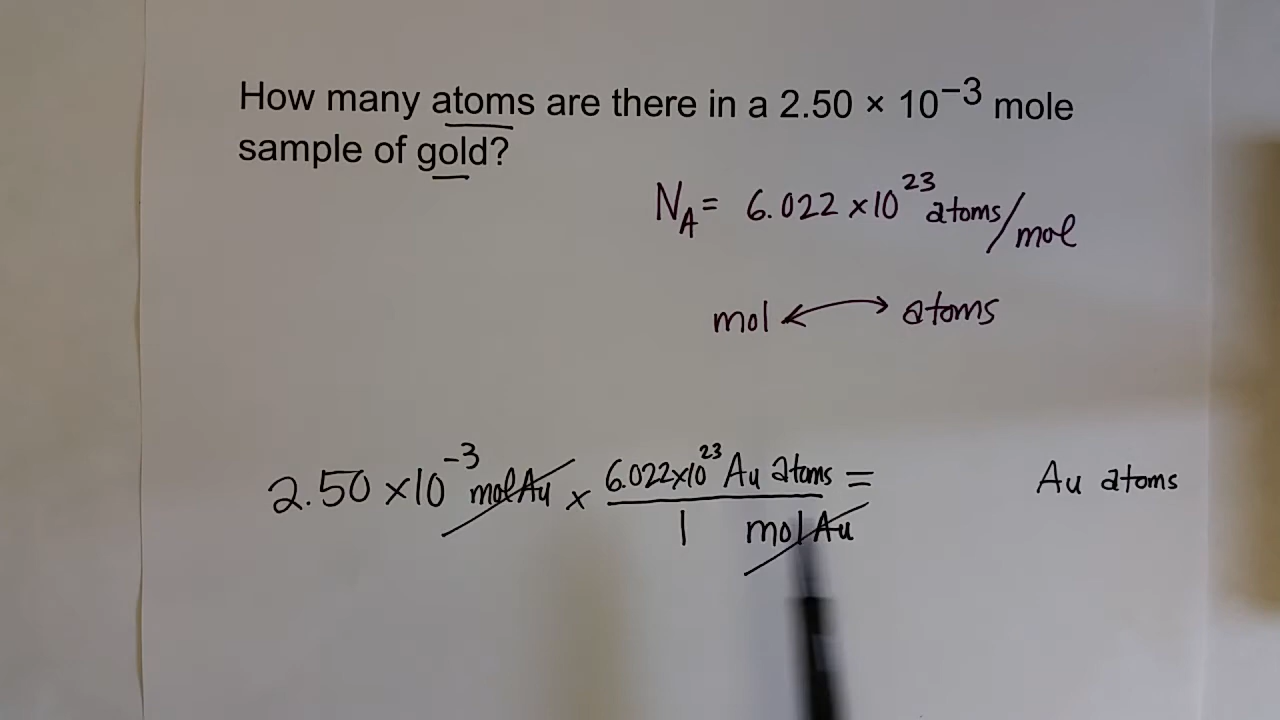 How many atoms are there in a 2.50 × 10⁻³ mole
sample of gold?
N_A = 6.022 × 10²³ atoms/mol
mol ↔ atoms
2.50 × 10⁻³ mol Au × 6.022×10²³ Au atoms = Au atoms
1 mol Au